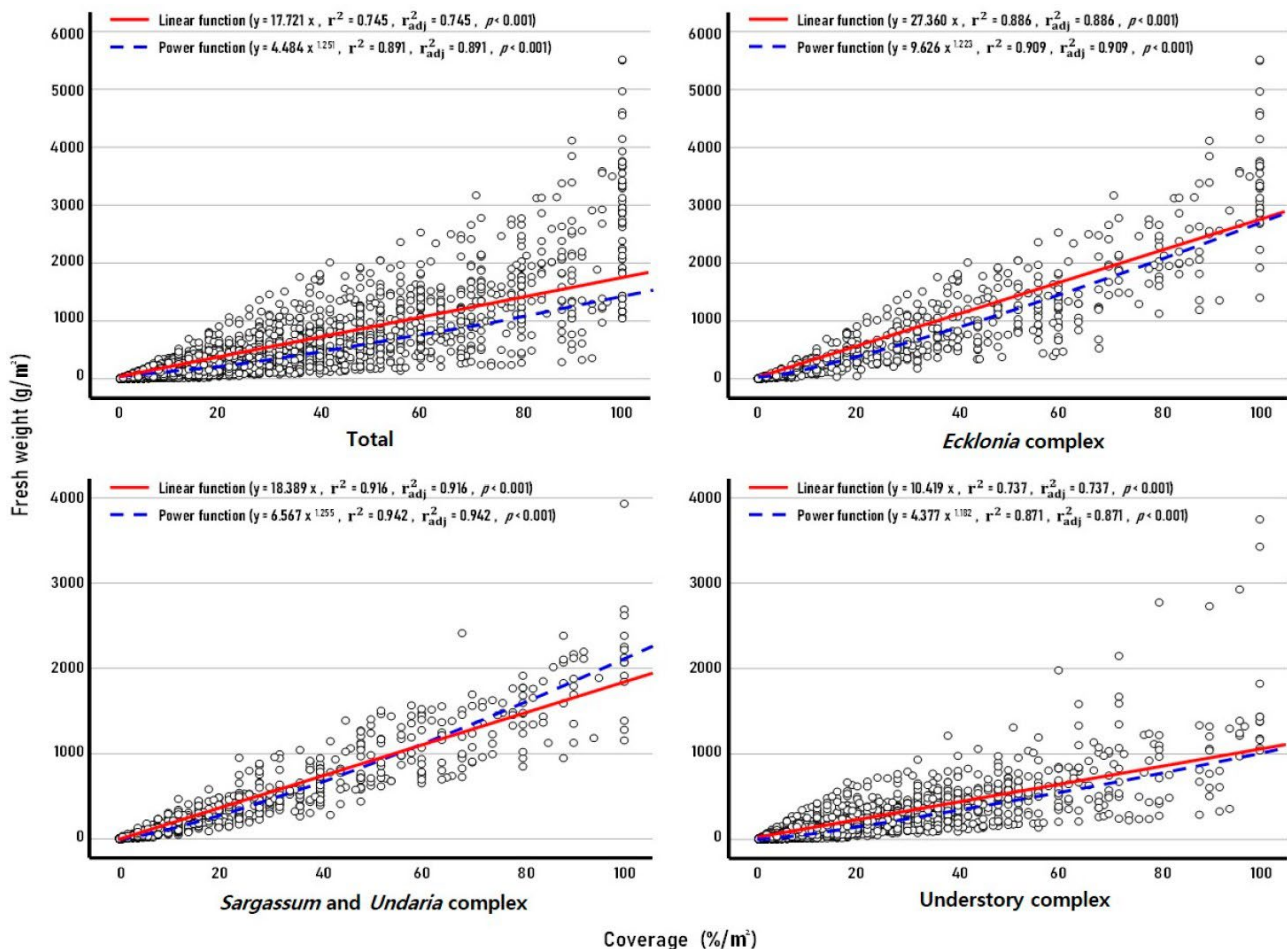 Linear function (y = 17.721 x , r² = 0.745, r²adj = 0.745, p< 0.001)
Power function (y = 4.484 x 1.251 , r² = 0.891, r²adj = 0.891, p< 0.001)
6000
5000
4000
3000
2000
1000
0
0 20 40 60 80 100
Total
Linear function (y = 27.360 x , r² = 0.886, r²adj = 0.886 , p< 0.001)
Power function (y = 9.626 x 1.223 , r² = 0.909, r²adj = 0.909 , p< 0.001)
6000
5000
4000
3000
2000
1000
0
0 20 40 60 80 100
Ecklonia complex
Fresh weight (g/m²)
Linear function (y = 18.389 x , r² = 0.916 , r²adj = 0.916 , p< 0.001)
Power function (y = 6.567 x 1.255 , r² = 0.942 , r²adj = 0.942 , p< 0.001)
4000
3000
2000
1000
0
0 20 40 60 80 100
Sargassum and Undaria complex
Linear function (y = 10.419 x , r² = 0.737 , r²adj = 0.737 , p< 0.001)
Power function (y = 4.377 x 1.182 , r² = 0.871 , r²adj = 0.871 , p< 0.001)
4000
3000
2000
1000
0
0 20 40 60 80 100
Understory complex
Coverage (%/m²)